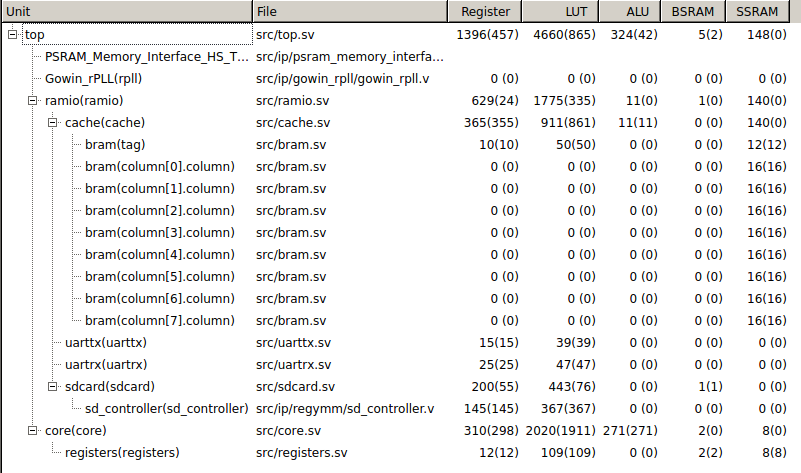 Unit File Register LUT ALU BSRAM SSRAM
top src/top.sv 1396(457) 4660(865) 324(42) 5(2) 148(0)
PSRAM_Memory_Interface_HS_T... src/ip/psram_memory_interfa...
Gowin_rPLL(rpll) src/ip/gowin_rpll/gowin_rpll.v 0 (0) 0 (0) 0 (0) 0 (0) 0 (0)
ramio(ramio) src/ramio.sv 629(24) 1775(335) 11(0) 1(0) 140(0)
cache(cache) src/cache.sv 365(355) 911(861) 11(11) 0 (0) 140(0)
bram(tag) src/bram.sv 10(10) 50(50) 0 (0) 0 (0) 12(12)
bram(column[0].column) src/bram.sv 0 (0) 0 (0) 0 (0) 0 (0) 16(16)
bram(column[1].column) src/bram.sv 0 (0) 0 (0) 0 (0) 0 (0) 16(16)
bram(column[2].column) src/bram.sv 0 (0) 0 (0) 0 (0) 0 (0) 16(16)
bram(column[3].column) src/bram.sv 0 (0) 0 (0) 0 (0) 0 (0) 16(16)
bram(column[4].column) src/bram.sv 0 (0) 0 (0) 0 (0) 0 (0) 16(16)
bram(column[5].column) src/bram.sv 0 (0) 0 (0) 0 (0) 0 (0) 16(16)
bram(column[6].column) src/bram.sv 0 (0) 0 (0) 0 (0) 0 (0) 16(16)
bram(column[7].column) src/bram.sv 0 (0) 0 (0) 0 (0) 0 (0) 16(16)
uarttx(uarttx) src/uarttx.sv 15(15) 39(39) 0 (0) 0 (0) 0 (0)
uartrx(uartrx) src/uartrx.sv 25(25) 47(47) 0 (0) 0 (0) 0 (0)
sdcard(sdcard) src/sdcard.sv 200(55) 443(76) 0 (0) 1(1) 0 (0)
sd_controller(sd_controller) src/ip/regymm/sd_controller.v 145(145) 367(367) 0 (0) 0 (0) 0 (0)
core(core) src/core.sv 310(298) 2020(1911) 271(271) 2(0) 8(0)
registers(registers) src/registers.sv 12(12) 109(109) 0 (0) 2(2) 8(8)